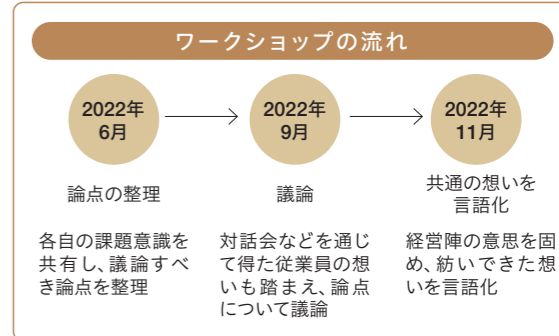 ワークショップの流れ
2022年
6月
2022年
9月
2022年
11月
論点の整理
議論
共通の想いを
言語化
各自の課題意識を
共有し、議論すべ
き論点を整理
対話会などを通じ
て得た従業員の想
いも踏まえ、論点
について議論
経営陣の意思を固
め、紡いできた想
いを言語化